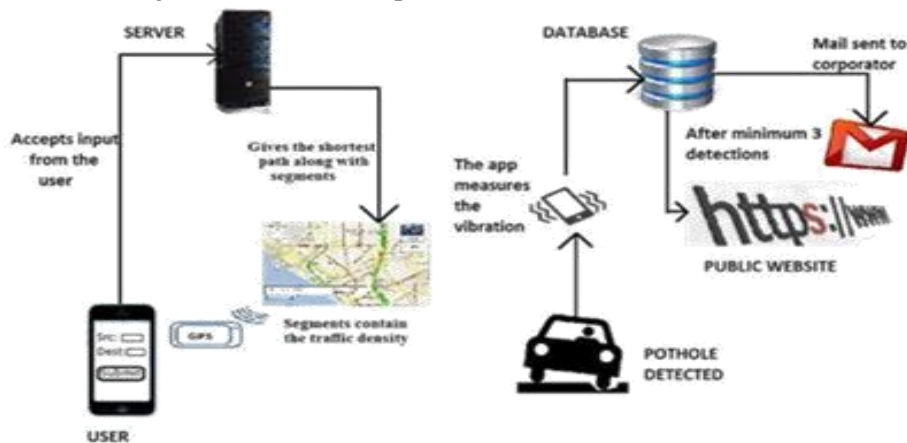 SERVER
Accepts input
from the
user
Gives the shortest
path along with
segments
Segments contain
the traffic density
GPS
Src:
Dest:
Submit
USER
DATABASE
Mail sent to
corporator
After minimum 3
detections
The app
measures
the
vibration
https://www
PUBLIC WEBSITE
POTHOLE
DETECTED